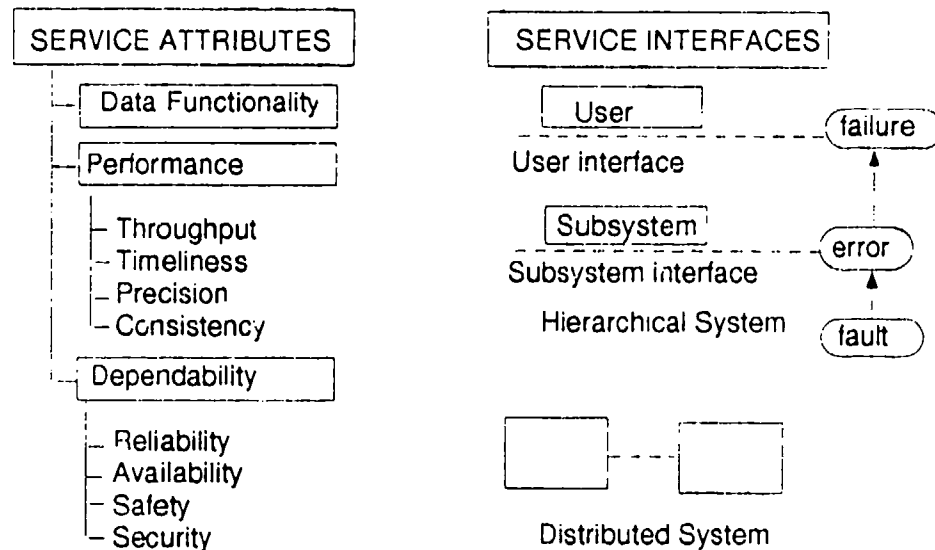 SERVICE ATTRIBUTES
Data Functionality
Performance
Throughput
Timeliness
Precision
Consistency
Dependability
Reliability
Availability
Safety
Security
SERVICE INTERFACES
User
failure
User interface
Subsystem
error
Subsystem interface
Hierarchical System
fault
Distributed System